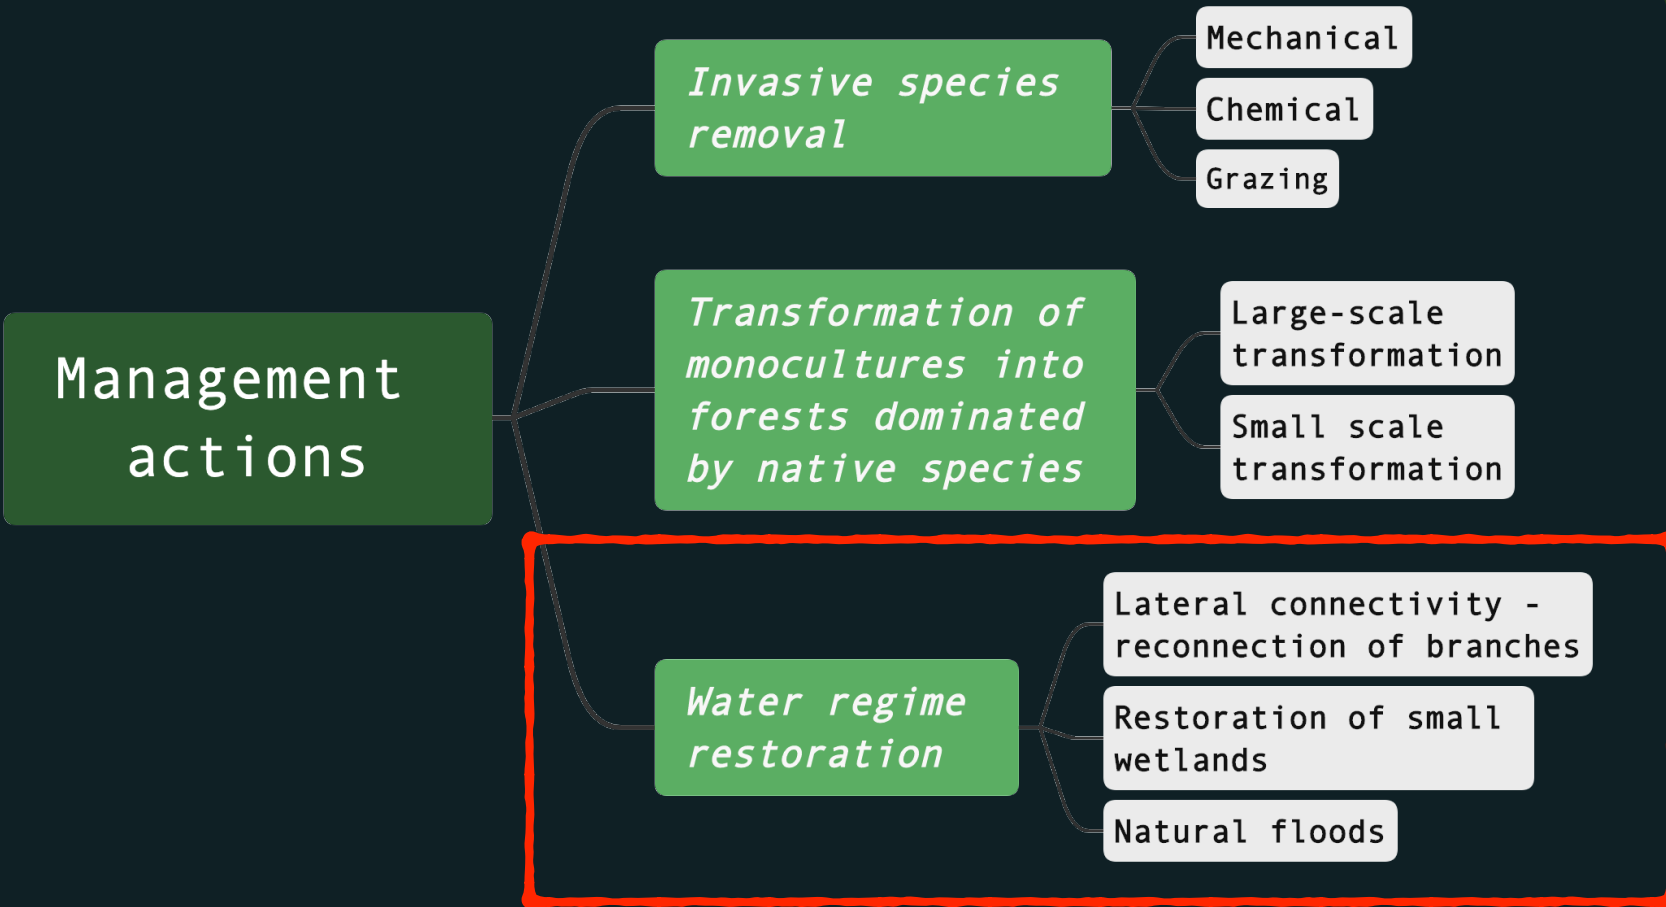 Management
actions
Invasive species
removal
Mechanical
Chemical
Grazing
Transformation of
monocultures into
forests dominated
by native species
Large-scale
transformation
Small scale
transformation
Water regime
restoration
Lateral connectivity -
reconnection of branches
Restoration of small
wetlands
Natural floods